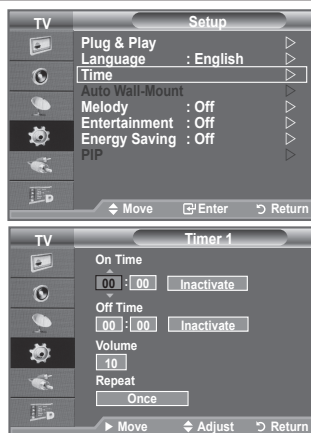 TV Setup
Plug & Play
Language : English
Time
Auto Wall-Mount
Melody : Off
Entertainment : Off
Energy Saving : Off
PIP
Move Enter Return
TV Timer 1
On Time
00 : 00 Inactivate
Off Time
00 : 00 Inactivate
Volume
10
Repeat
Once
Move Adjust Return